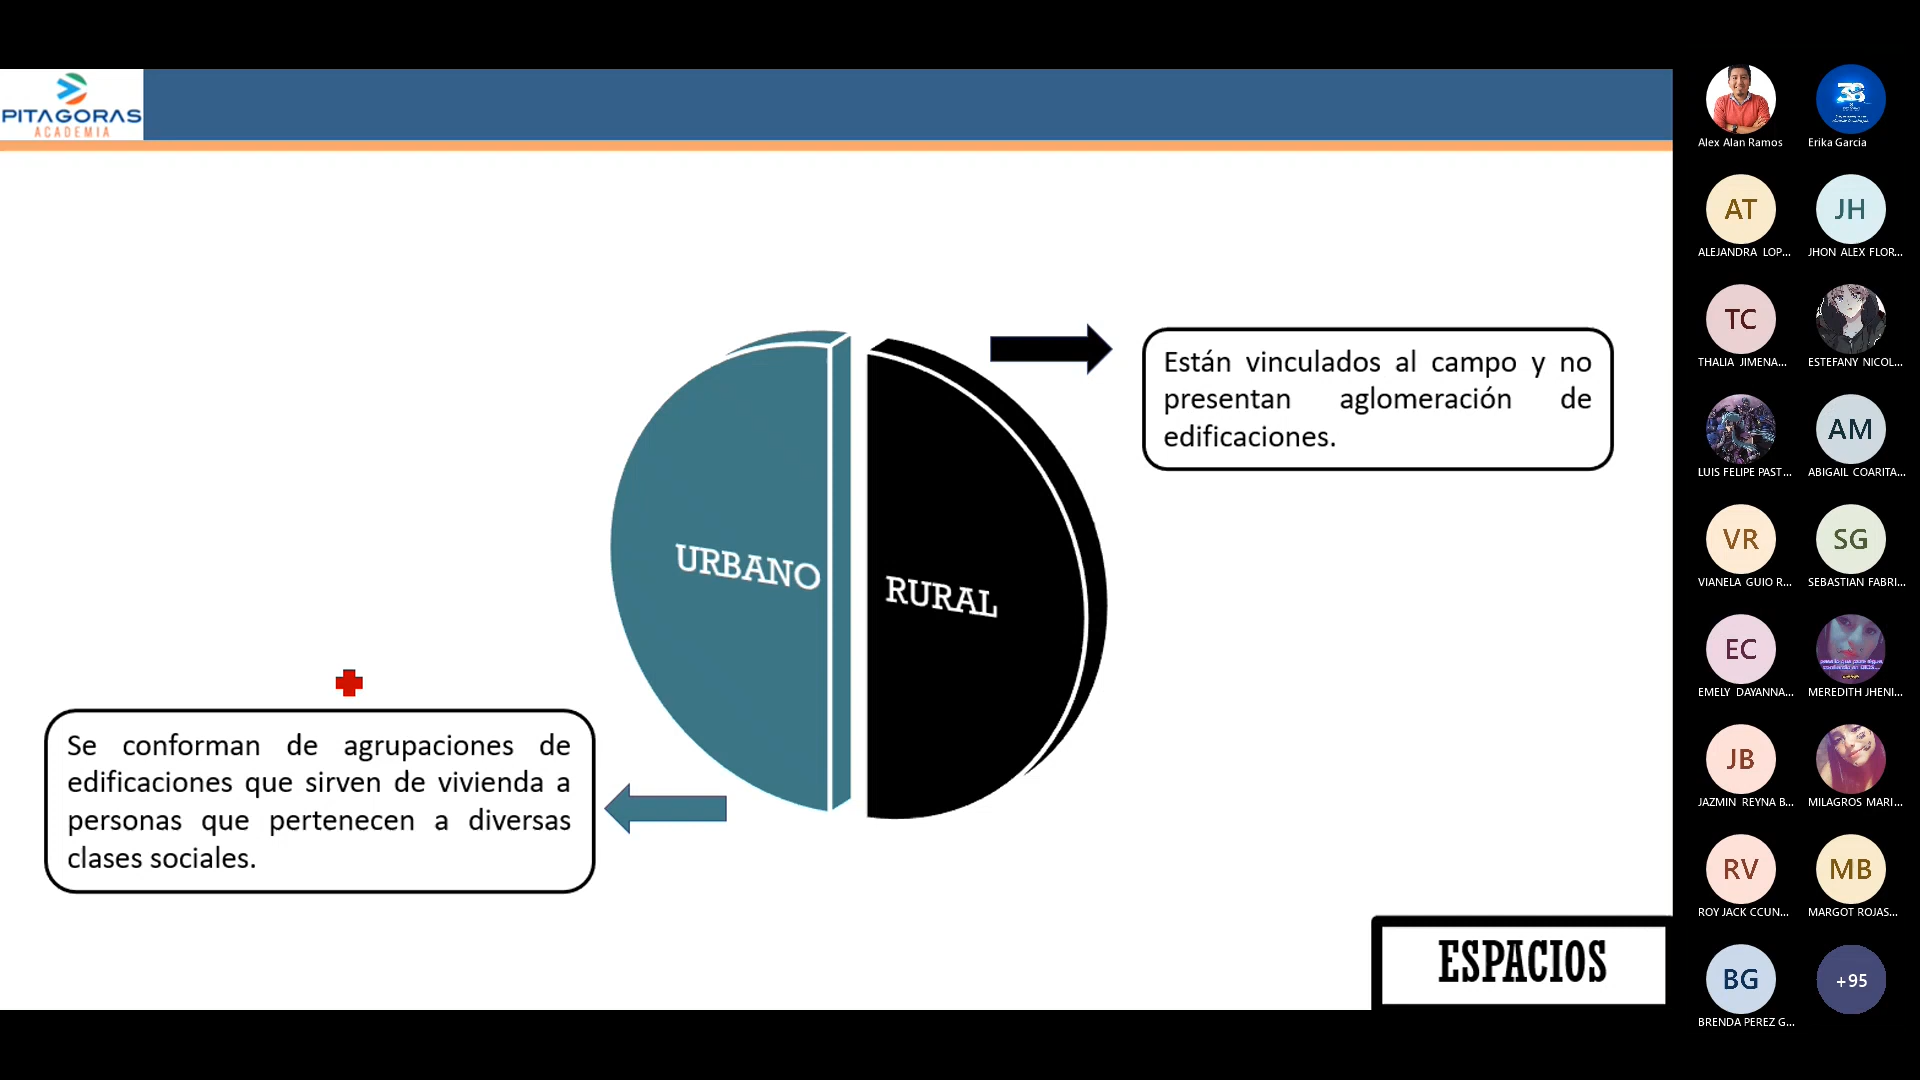 PITAGORAS
ACADEMIA
Están vinculados al campo y no
presentan aglomeración de
edificaciones.
URBANO
RURAL
Se conforman de agrupaciones de
edificaciones que sirven de vivienda a
personas que pertenecen a diversas
clases sociales.
ESPACIOS
Alex Alan Ramos
Erika Garcia
AT
JH
ALEJANDRA LOP...
JHON ALEX FLOR...
TC
THALIA JIMENA...
ESTEFANY NICOL...
AM
LUIS FELIPE PAST...
ABIGAIL COARITA...
VR
SG
VIANELA GUIO R...
SEBASTIAN FABRI...
EC
EMELY DAYANNA...
MEREDITH JHENI...
JB
JAZMIN REYNA B...
MILAGROS MARI...
RV
MB
ROY JACK CCUN...
MARGOT ROJAS...
BG
+95
BRENDA PEREZ G...